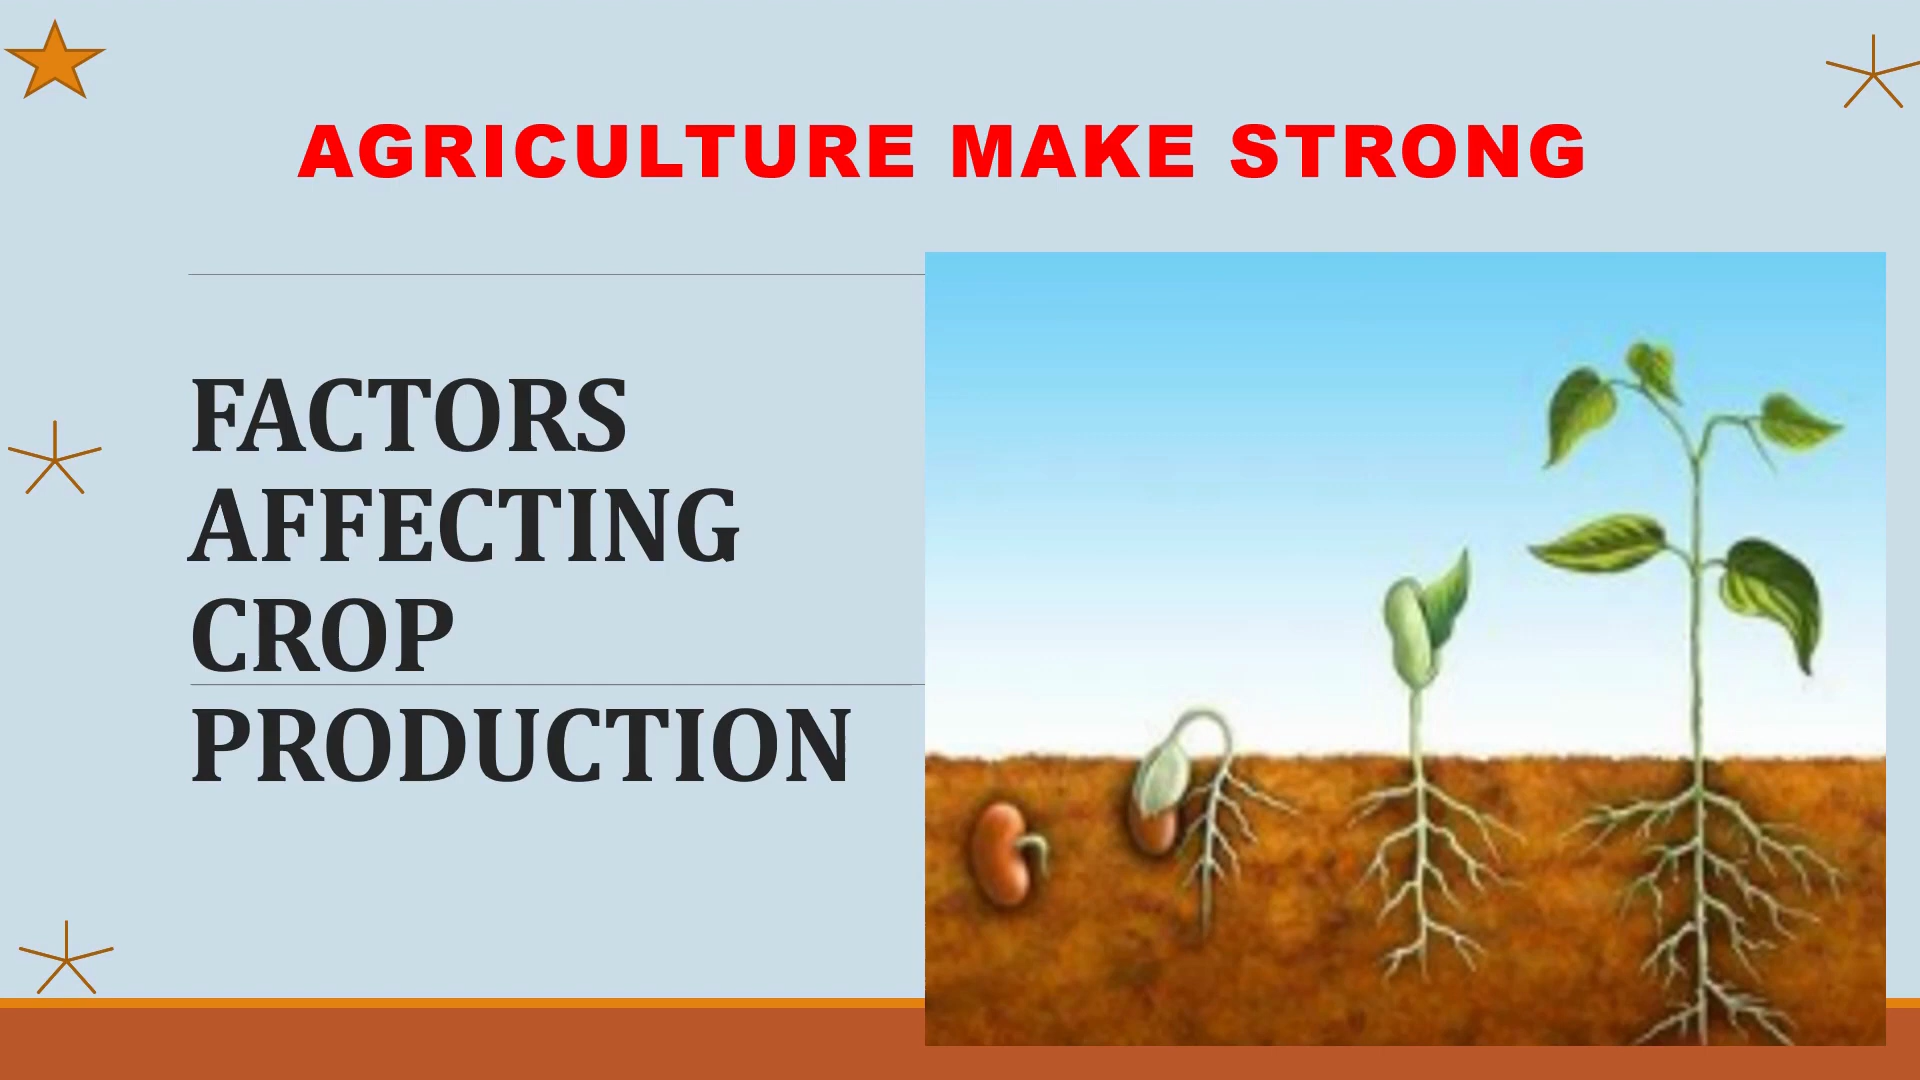 AGRICULTURE MAKE STRONG
FACTORS
AFFECTING
CROP
PRODUCTION